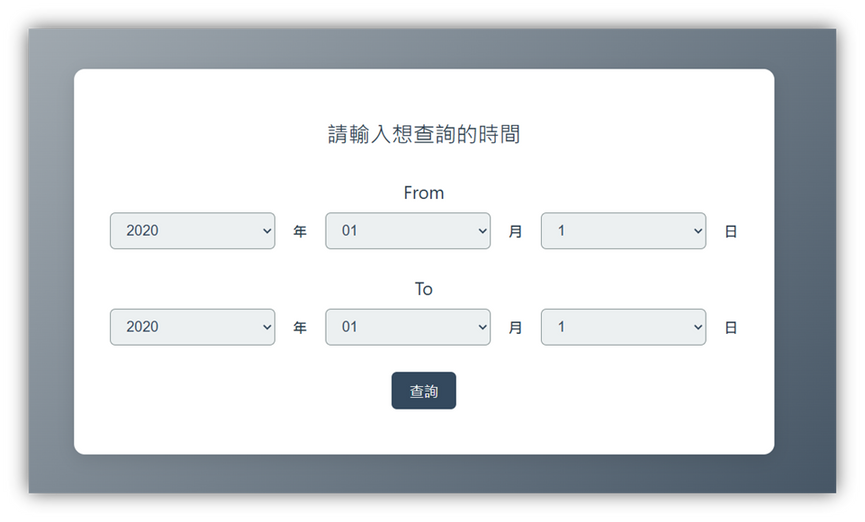 請輸入想查詢的時間
From
2020 年 01 月 1 日
To
2020 年 01 月 1 日
查詢